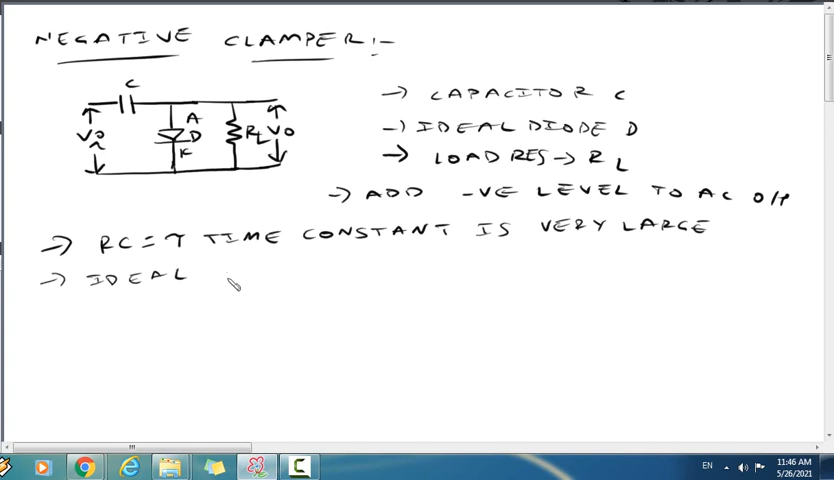 NEGATIVE CLAMPER:-
C
A
D
K
RL
Vo
~
Vo
→ CAPACITOR C
→ IDEAL DIODE D
→ LOAD RES → RL
→ ADD -VE LEVEL TO AC O/P
→ RC = τ TIME CONSTANT IS VERY LARGE
→ IDEAL
EN
11:46 AM
5/26/2021